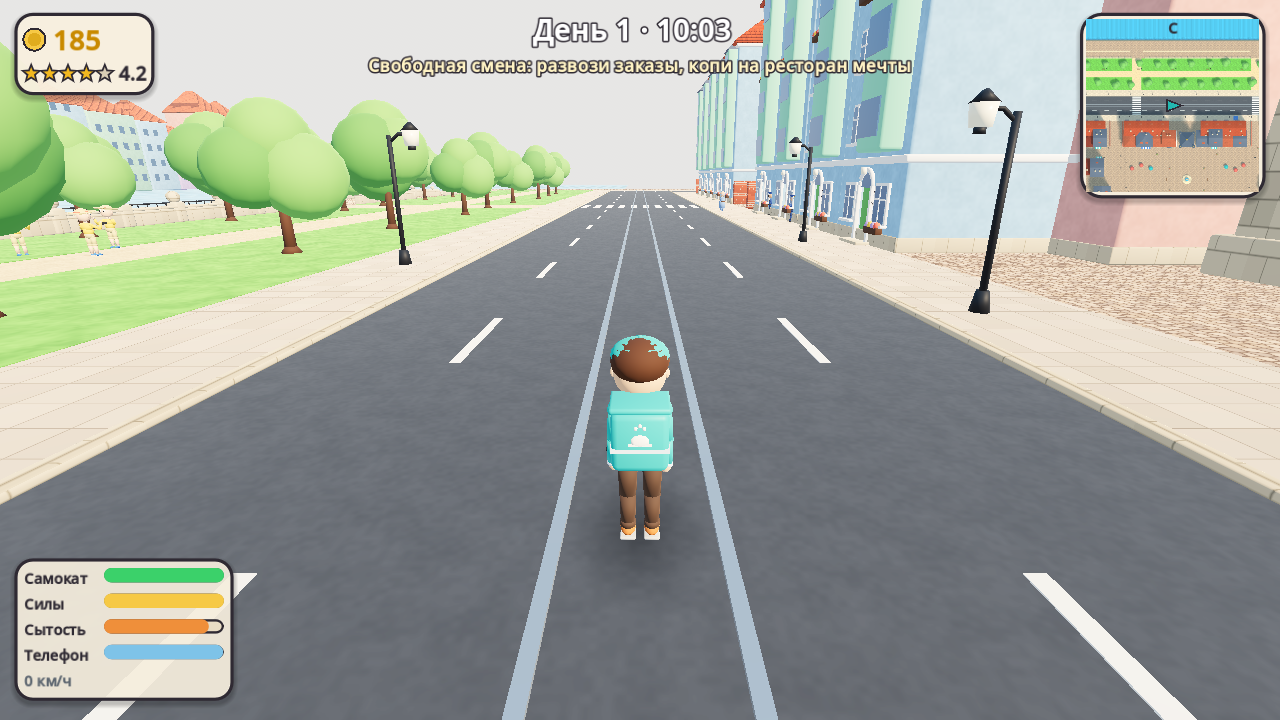 185
4.2
День 1 · 10:03
Свободная смена: развози заказы, копи на ресторан мечты
С
Самокат
Силы
Сытость
Телефон
0 км/ч